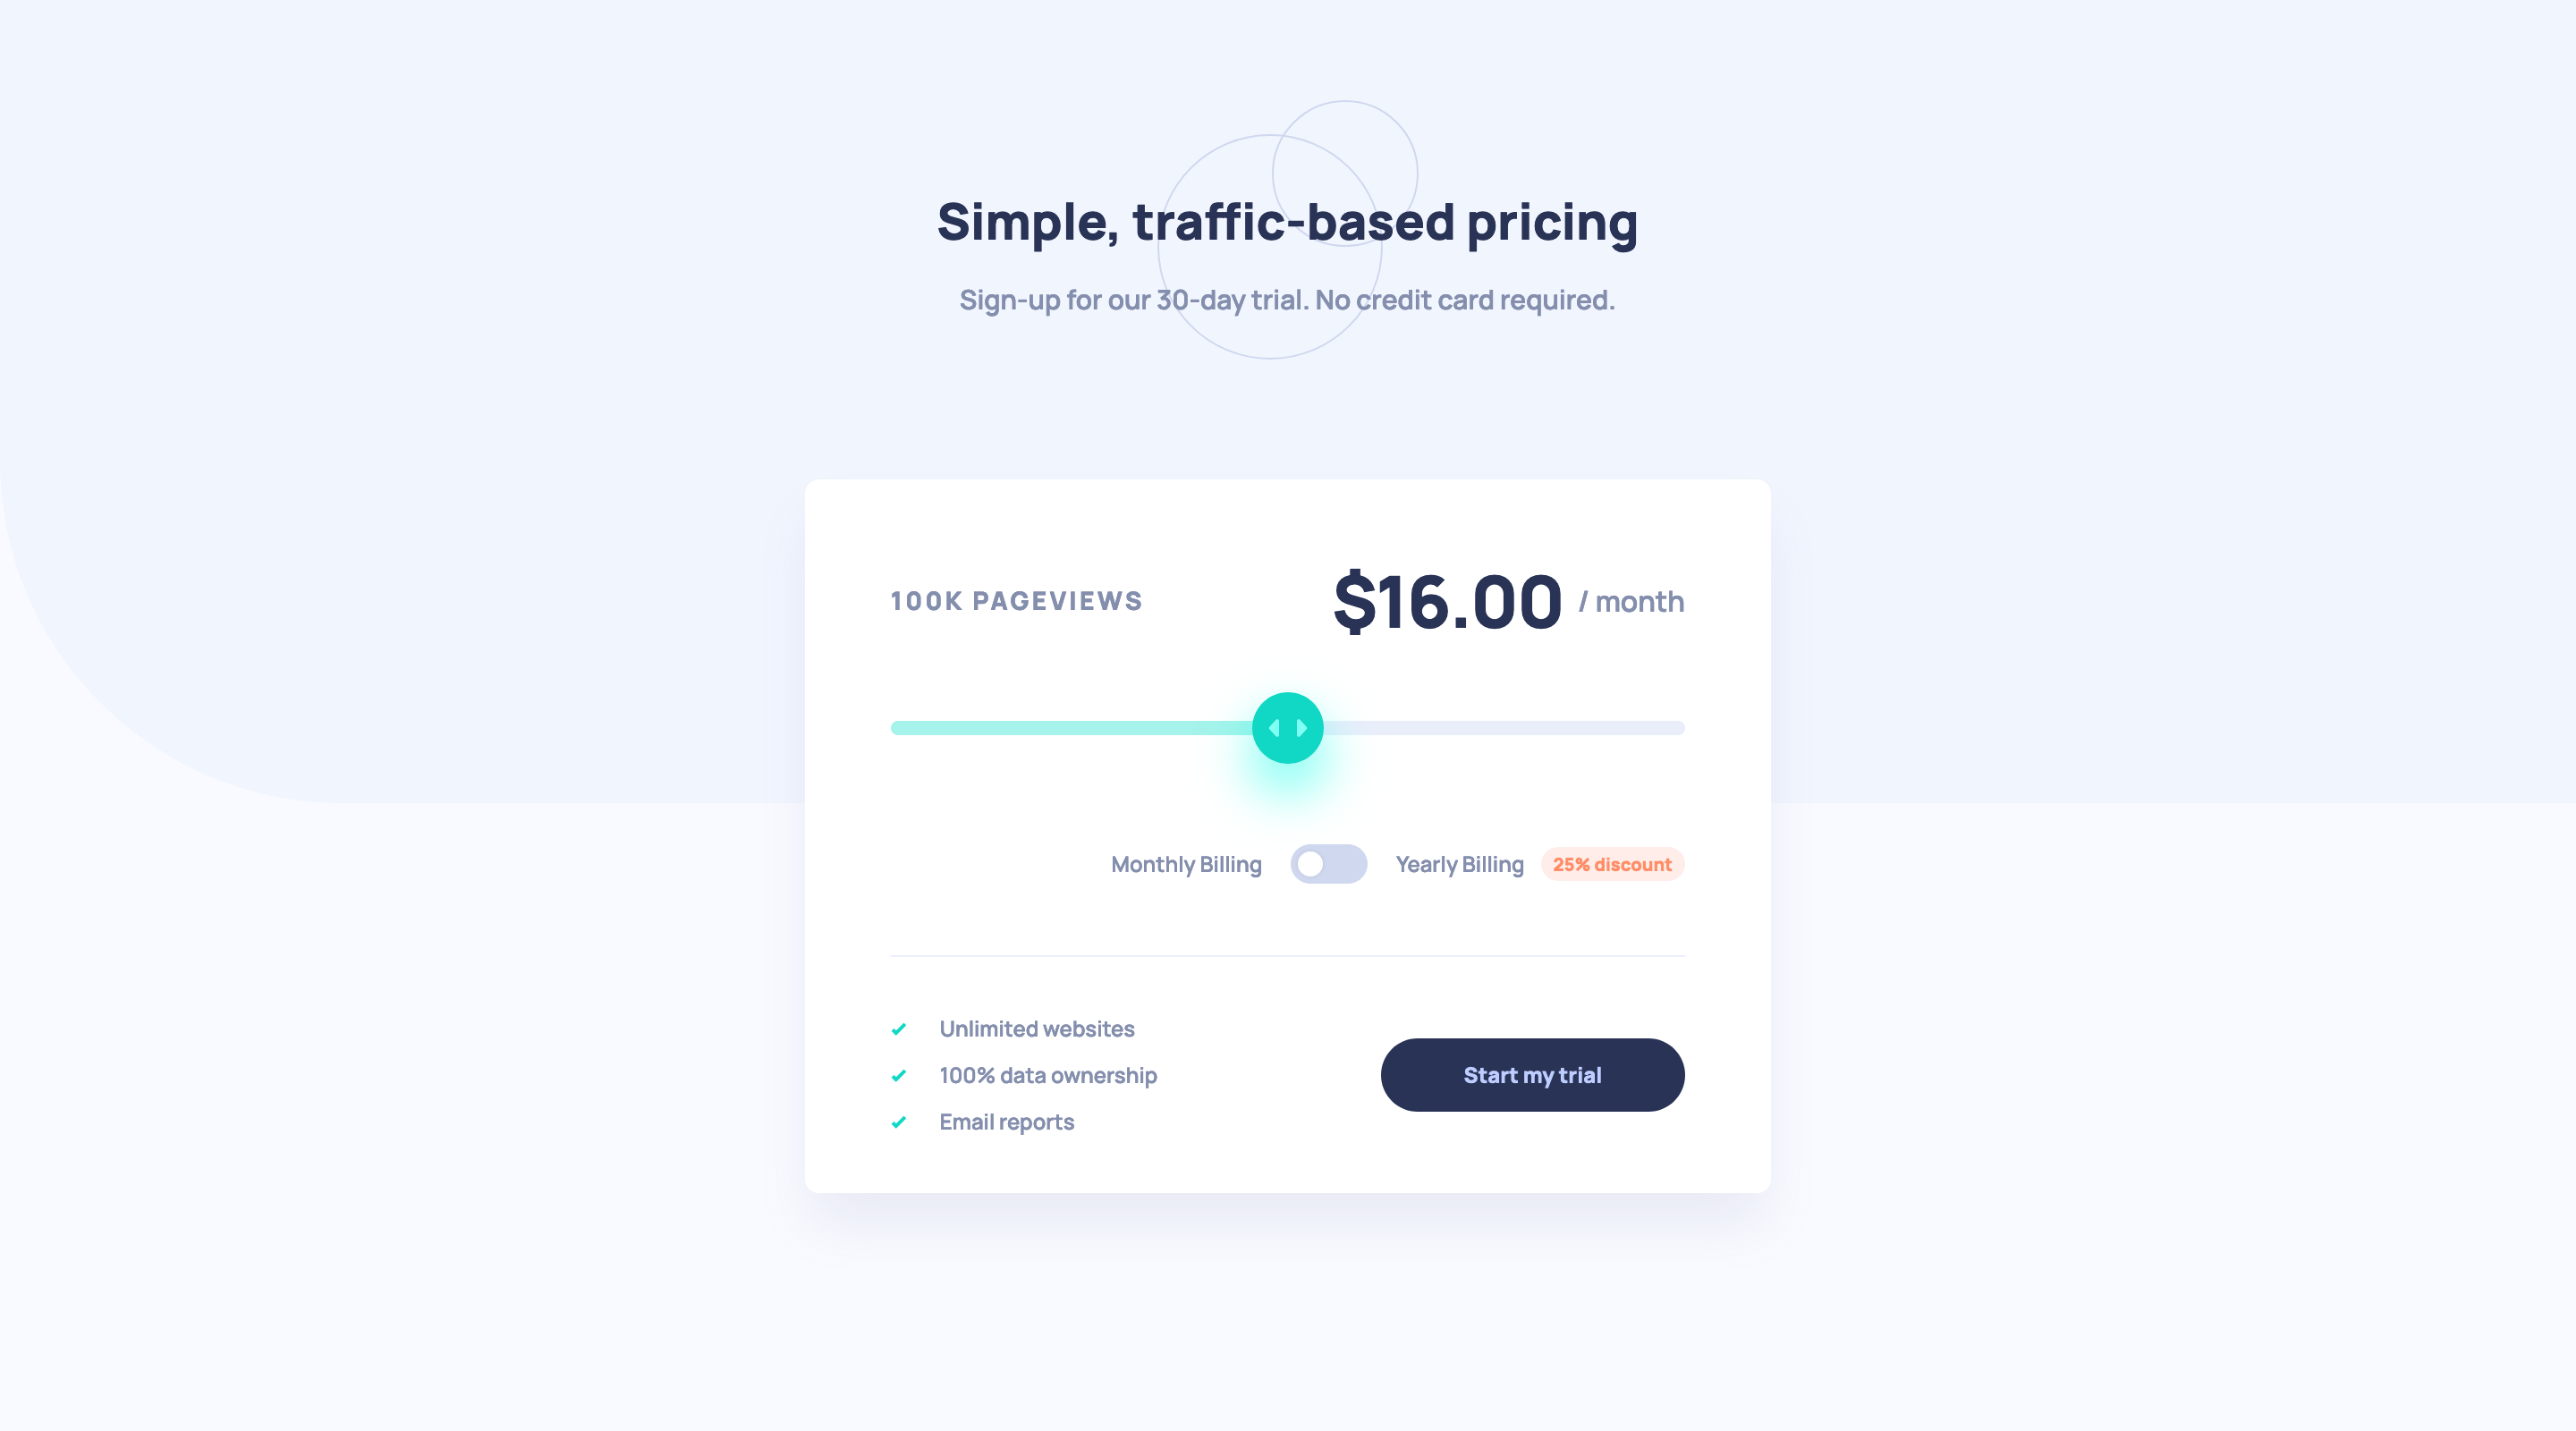 Simple, traffic-based pricing
Sign-up for our 30-day trial. No credit card required.
100K PAGEVIEWS
$16.00 / month
Monthly Billing
Yearly Billing
25% discount
Unlimited websites
100% data ownership
Email reports
Start my trial